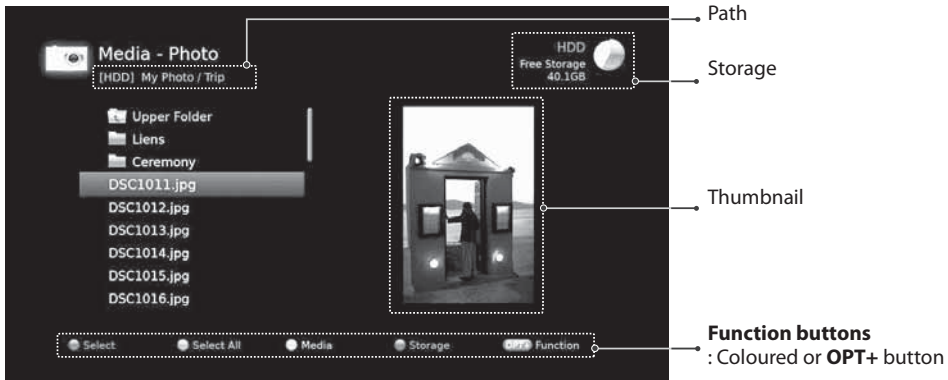 Path
Media - Photo
HDD
[HDD] My Photo / Trip
Free Storage
40.1GB
Storage
Upper Folder
Liens
Ceremony
DSC1011.jpg
DSC1012.jpg
Thumbnail
DSC1013.jpg
DSC1014.jpg
DSC1015.jpg
DSC1016.jpg
Select
Select All
Media
Storage
OPT+ Function
Function buttons
: Coloured or OPT+ button